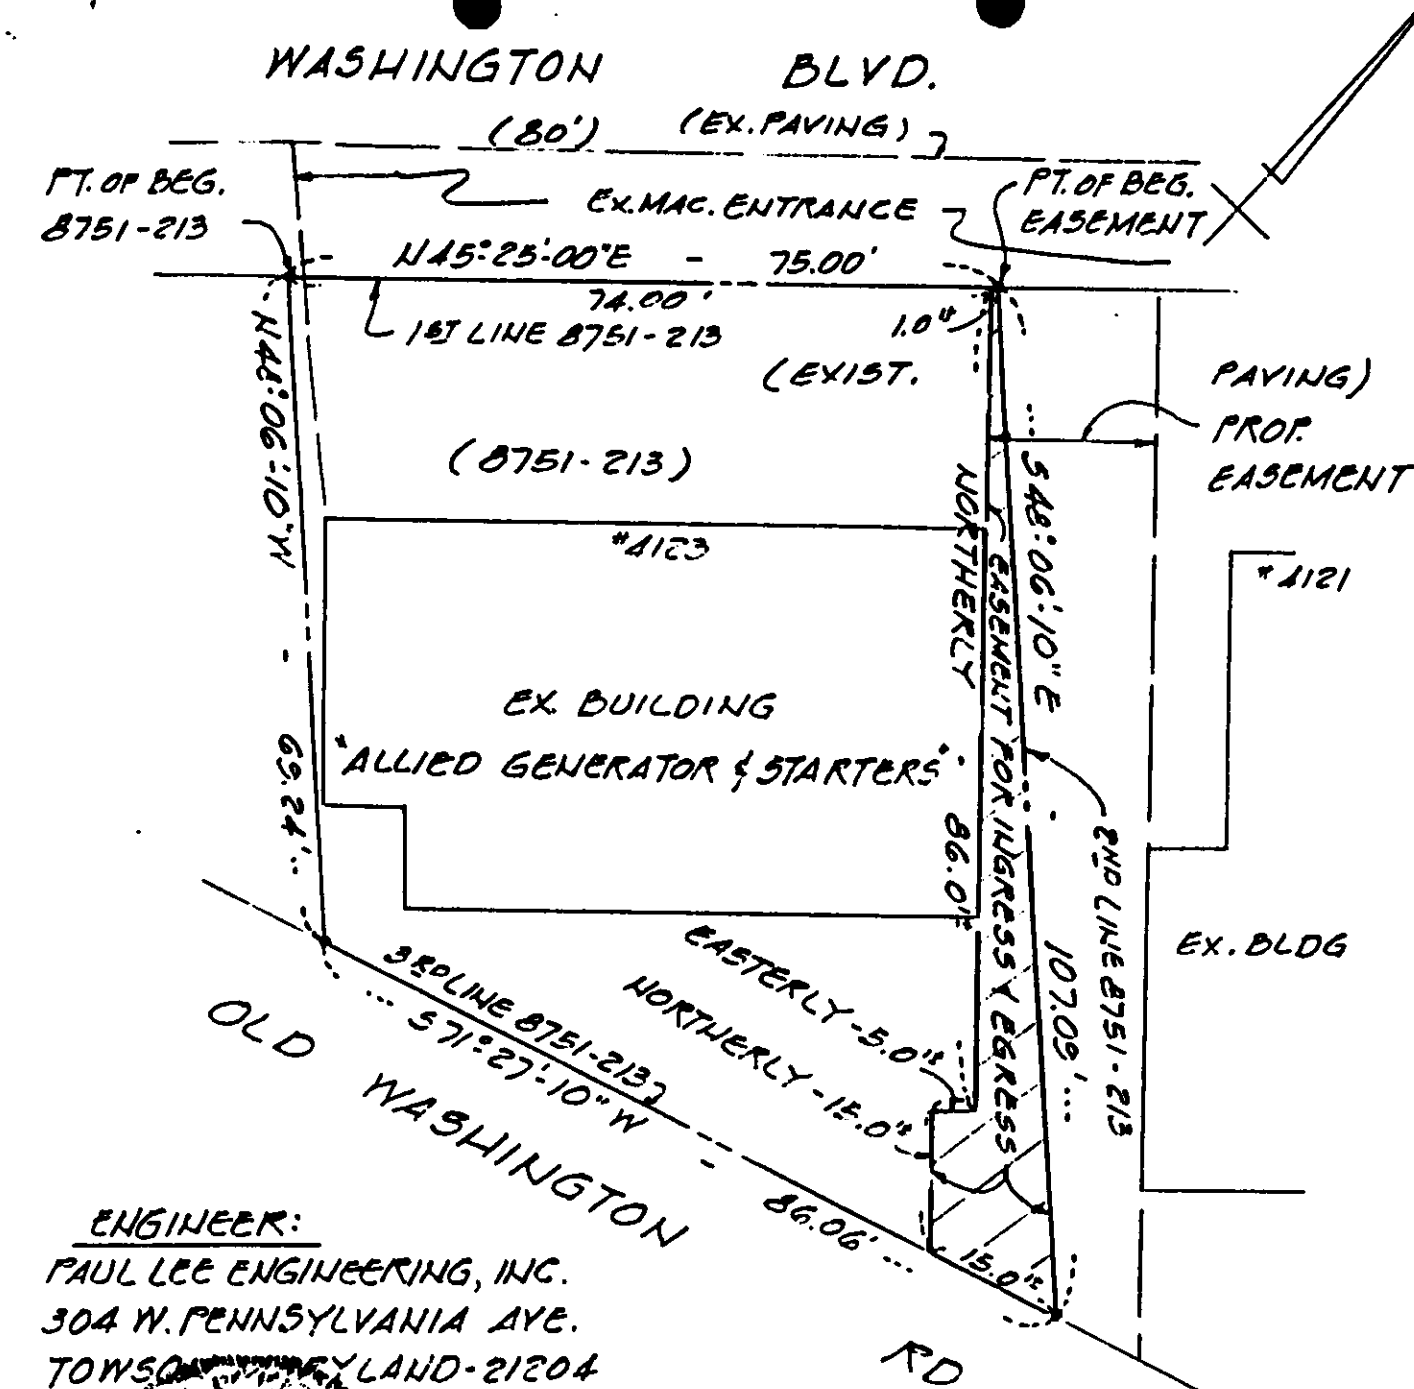 WASHINGTON BLVD.
(80') (EX. PAVING)
PT. OF BEG.
8751-213
EX. MAC. ENTRANCE
PT. OF BEG.
EASEMENT
N45°25'00"E - 75.00'
74.00'
1ST LINE 8751-213
1.0'±
(EXIST. PAVING)
PROP.
EASEMENT
(8751-213)
N48°06'10"W - 69.24'
#4123
EX. BUILDING
"ALLIED GENERATOR & STARTERS"
NORTHERLY - 86.0'±
EASEMENT FOR INGRESS & EGRESS
S48°06'10"E - 107.09'
2ND LINE 8751-213
#4121
EX. BLDG
EASTERLY - 5.0'±
NORTHERLY - 15.0'±
3RD LINE 8751-213
S71°27'10"W - 86.06'
15.0'±
OLD WASHINGTON RD
ENGINEER:
PAUL LEE ENGINEERING, INC.
304 W. PENNSYLVANIA AVE.
YLAND-21204